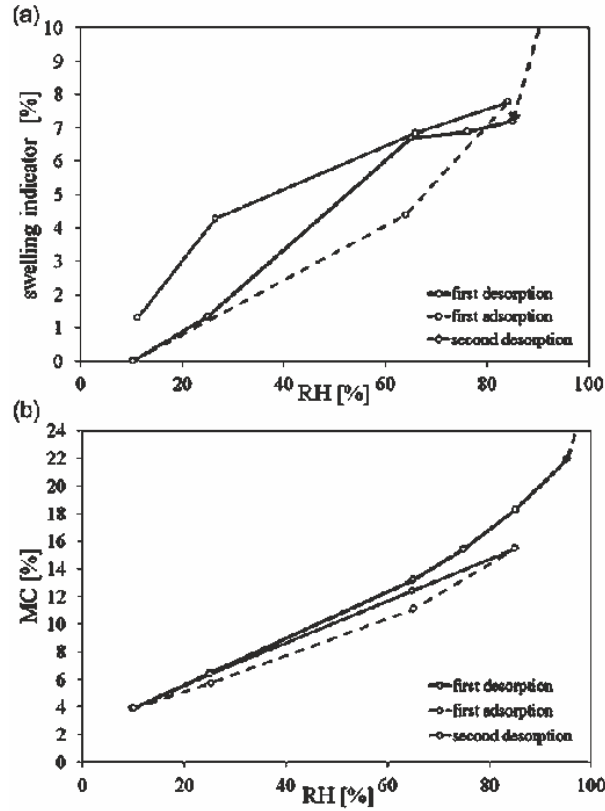 (a)
10
9
8
7
6
5
4
3
2
1
0
swelling indicator [%]
first desorption
first adsorption
second desorption
0 20 40 60 80 100
RH [%]
(b)
24
22
20
18
16
14
12
10
8
6
4
2
0
MC [%]
first desorption
first adsorption
second desorption
0 20 40 60 80 100
RH [%]